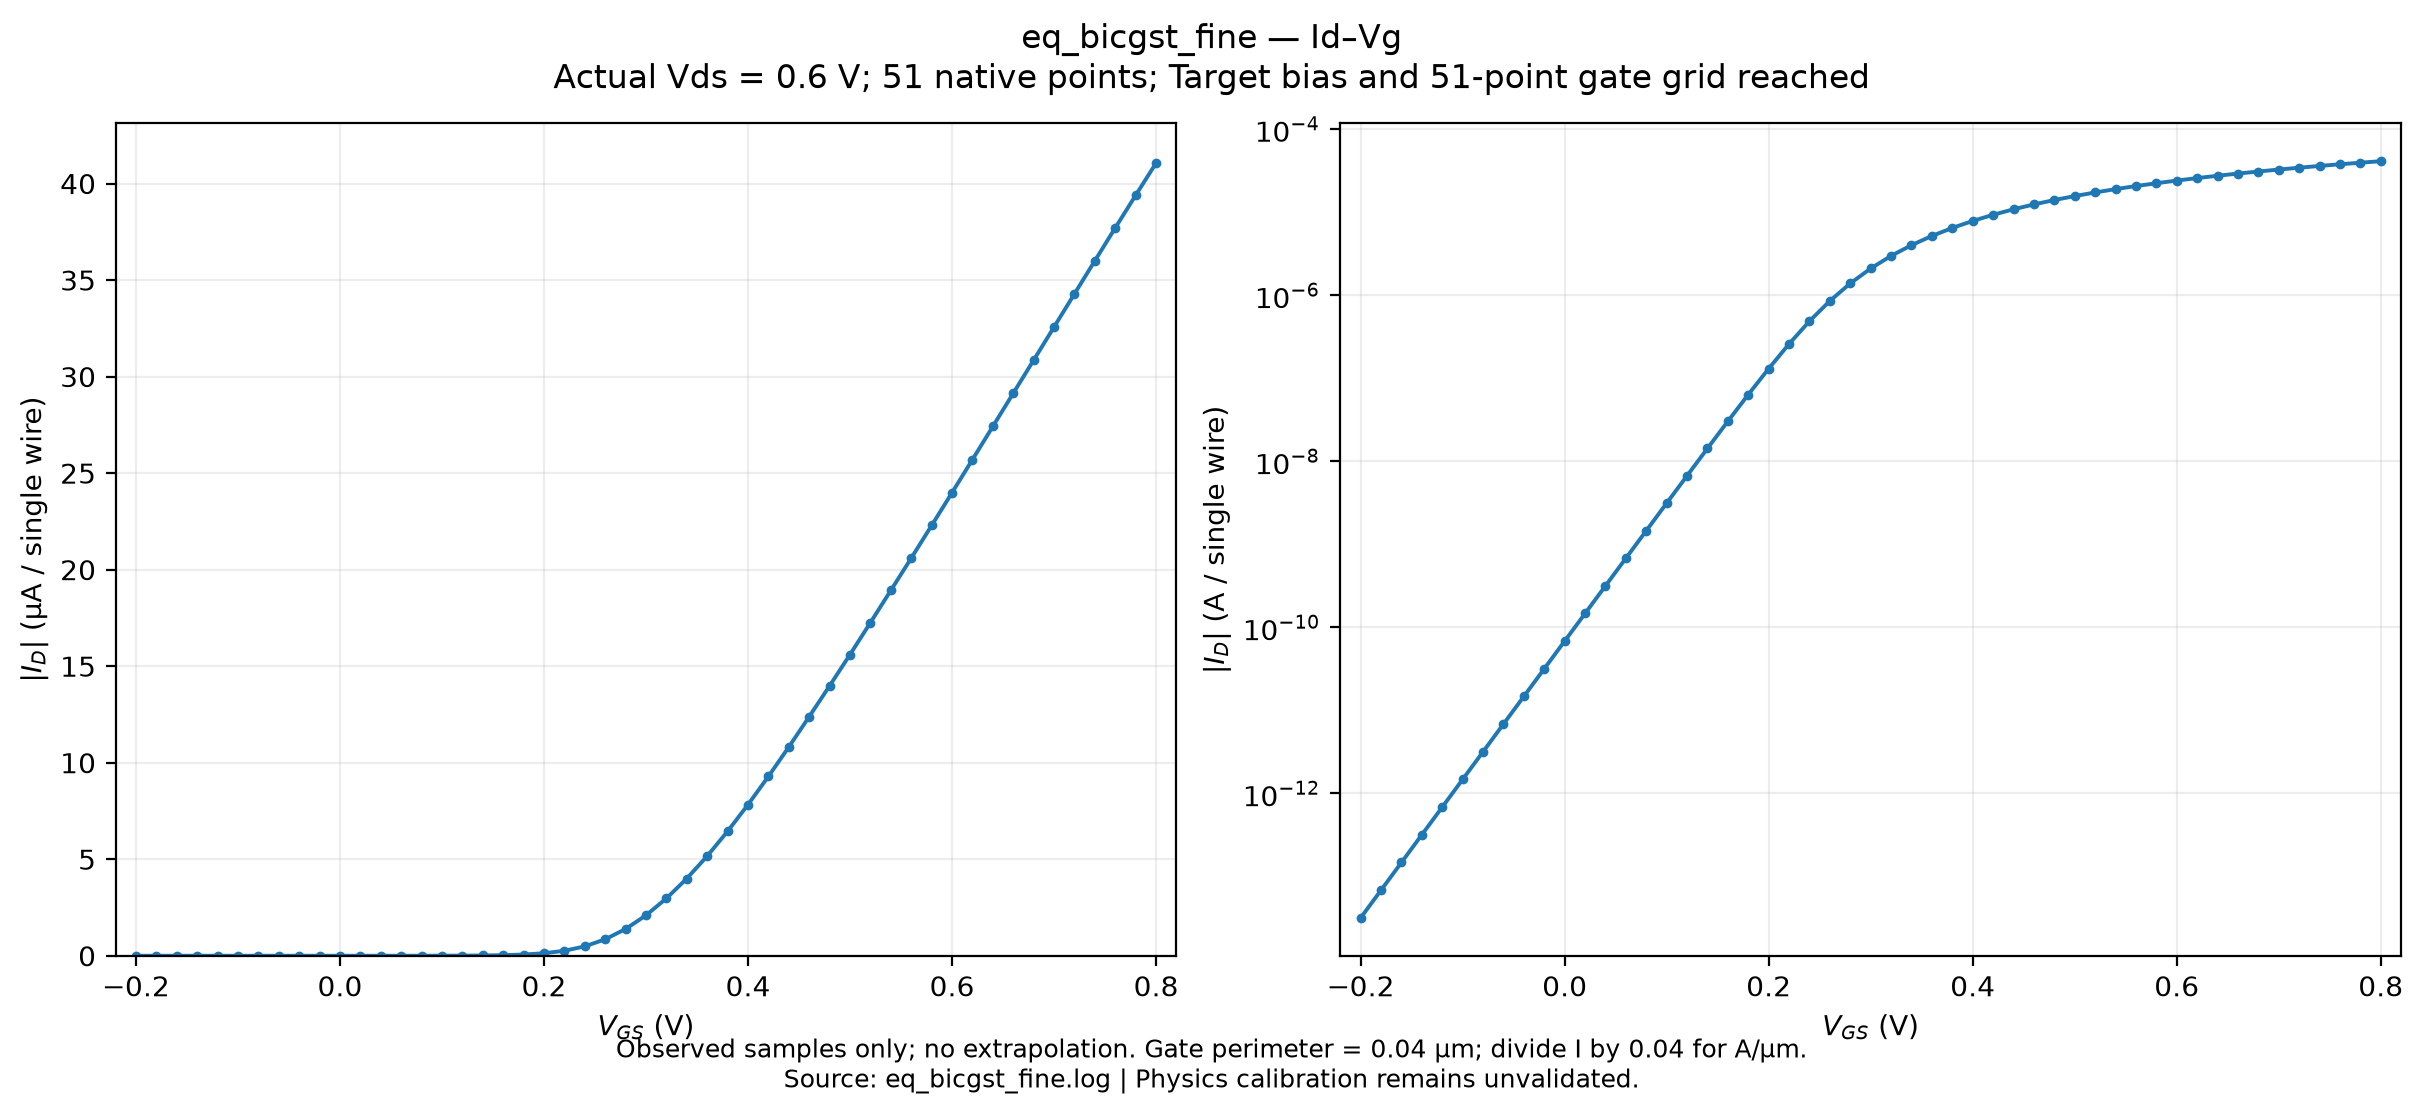 eq_bicgst_fine — Id–Vg
Actual Vds = 0.6 V; 51 native points; Target bias and 51-point gate grid reached
|I_D| (µA / single wire)
40
35
30
25
20
15
10
5
0
−0.2 0.0 0.2 0.4 0.6 0.8
V_GS (V)
|I_D| (A / single wire)
10⁻⁴
10⁻⁶
10⁻⁸
10⁻¹⁰
10⁻¹²
−0.2 0.0 0.2 0.4 0.6 0.8
V_GS (V)
Observed samples only; no extrapolation. Gate perimeter = 0.04 µm; divide I by 0.04 for A/µm.
Source: eq_bicgst_fine.log | Physics calibration remains unvalidated.